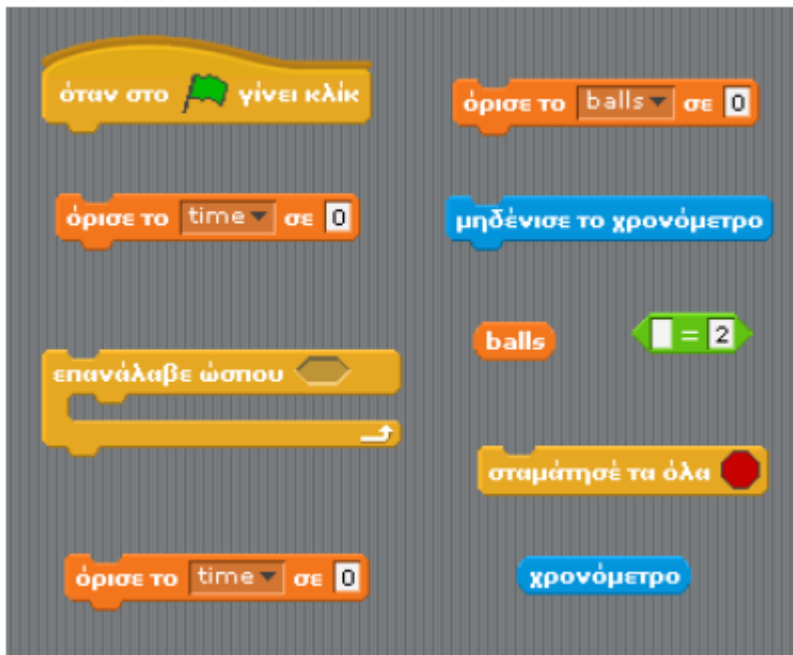 όταν στο γίνει κλίκ
όρισε το balls σε 0
όρισε το time σε 0
μηδένισε το χρονόμετρο
balls
= 2
επανάλαβε ώσπου
σταμάτησέ τα όλα
όρισε το time σε 0
χρονόμετρο